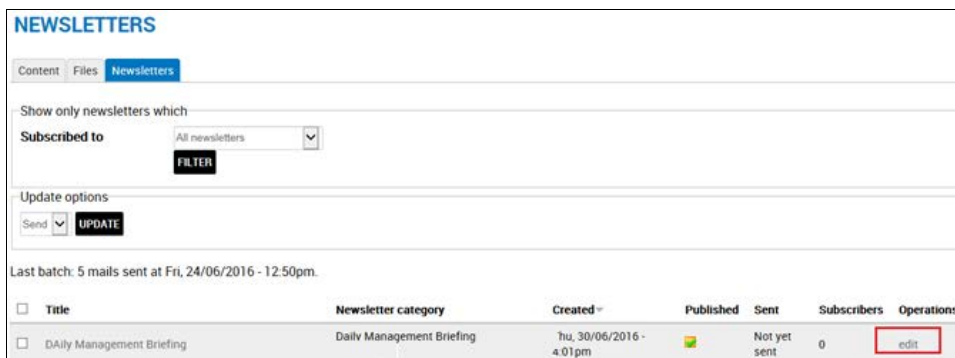 NEWSLETTERS
Content Files Newsletters
Show only newsletters which
Subscribed to All newsletters
FILTER
Update options
Send UPDATE
Last batch: 5 mails sent at Fri, 24/06/2016 - 12:50pm.
Title Newsletter category Created Published Sent Subscribers Operations
DAily Management Briefing Daily Management Briefing hu, 30/06/2016 - 4:01pm Not yet sent 0 edit